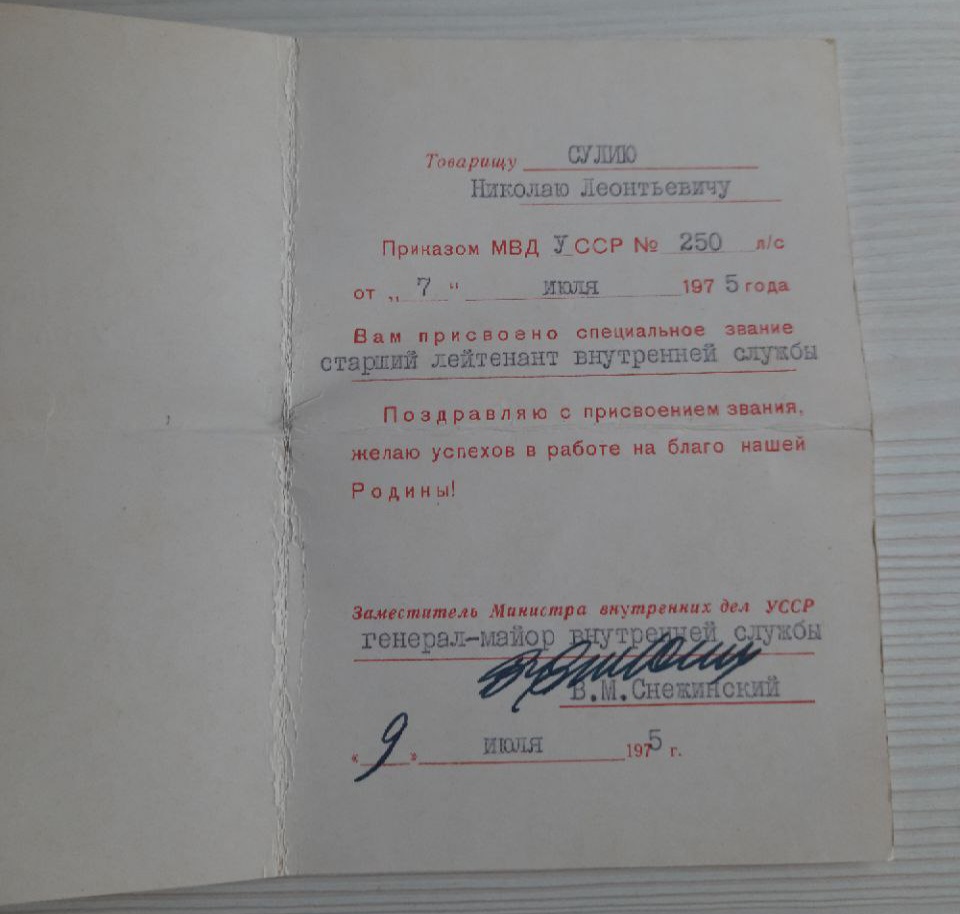 Товарищу СУЛИЮ
Николаю Леонтьевичу
Приказом МВД У ССР № 250 л/с
от „ 7 " июля 197 5 года
Вам присвоено специальное звание
старший лейтенант внутренней службы
Поздравляю с присвоением звания,
желаю успехов в работе на благо нашей
Родины!
Заместитель Министра внутренних дел УССР
генерал-майор внутренней службы
В.М.Снежинский
« 9 » июля 1975 г.